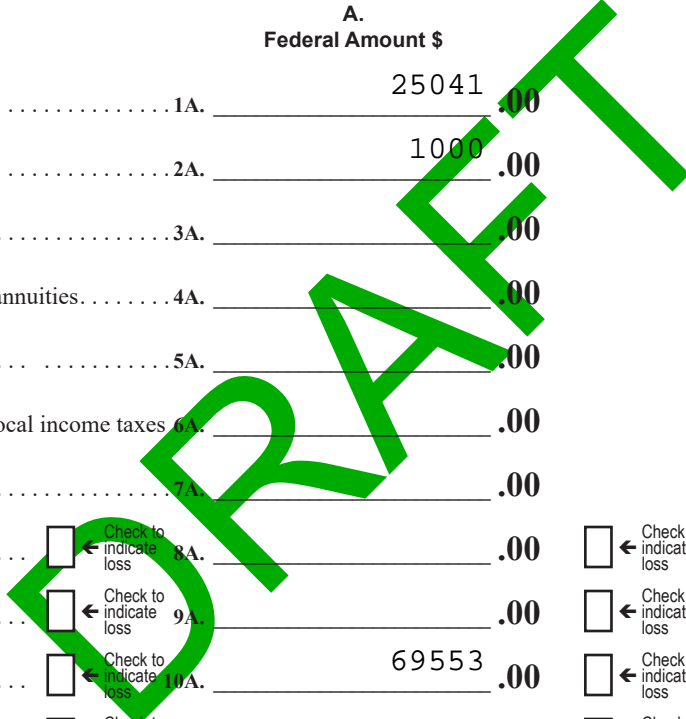 A.
Federal Amount $
. . . . . . . . . . . . . . . 1A. 25041 .00
. . . . . . . . . . . . . . . 2A. 1000 .00
. . . . . . . . . . . . . . . 3A. .00
annuities. . . . . . . . 4A. .00
. . . . . . . . . . . . . 5A. .00
ocal income taxes 6A. .00
. . . . . . . . . . . . . . . 7A. .00
. . . Check to indicate loss 8A. .00 Check indicat loss
. . . Check to indicate loss 9A. .00 Check indicat loss
. . . Check to indicate loss 10A. 69553 .00 Check indicat loss
DRAFT